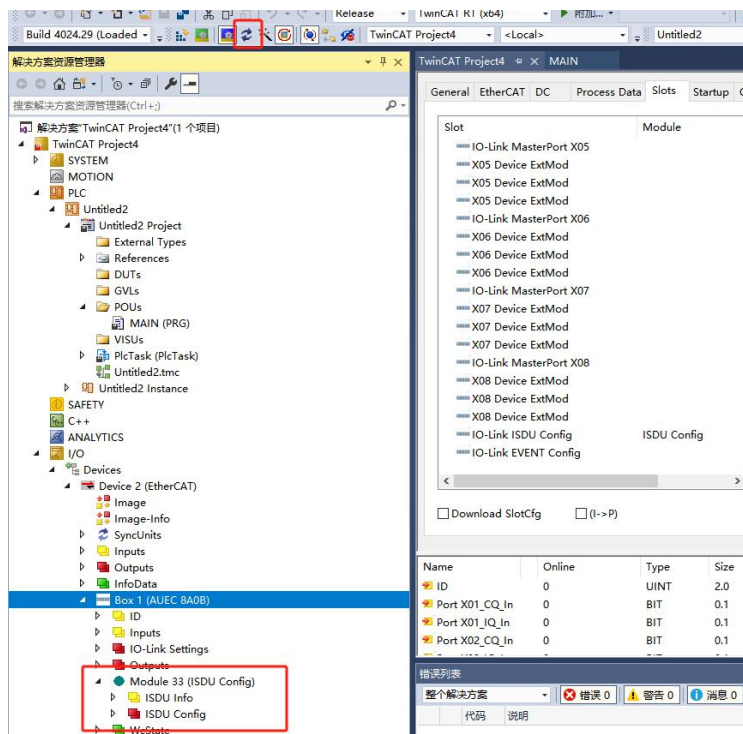 Release
TwinCAT RT (x64)
附加...
Build 4024.29 (Loaded
TwinCAT Project4
<Local>
Untitled2
解决方案资源管理器
搜索解决方案资源管理器(Ctrl+;)
解决方案"TwinCAT Project4"(1 个项目)
TwinCAT Project4
SYSTEM
MOTION
PLC
Untitled2
Untitled2 Project
External Types
References
DUTs
GVLs
POUs
MAIN (PRG)
VISUs
PlcTask (PlcTask)
Untitled2.tmc
Untitled2 Instance
SAFETY
C++
ANALYTICS
I/O
Devices
Device 2 (EtherCAT)
Image
Image-Info
SyncUnits
Inputs
Outputs
InfoData
Box 1 (AUEC 8A0B)
ID
Inputs
IO-Link Settings
Outputs
Module 33 (ISDU Config)
ISDU Info
ISDU Config
WcState
TwinCAT Project4 MAIN
General EtherCAT DC Process Data Slots Startup
Slot Module
IO-Link MasterPort X05
X05 Device ExtMod
X05 Device ExtMod
X05 Device ExtMod
IO-Link MasterPort X06
X06 Device ExtMod
X06 Device ExtMod
X06 Device ExtMod
IO-Link MasterPort X07
X07 Device ExtMod
X07 Device ExtMod
X07 Device ExtMod
IO-Link MasterPort X08
X08 Device ExtMod
X08 Device ExtMod
X08 Device ExtMod
IO-Link ISDU Config ISDU Config
IO-Link EVENT Config
Download SlotCfg (I->P)
Name Online Type Size
ID 0 UINT 2.0
Port X01_CQ_In 0 BIT 0.1
Port X01_IQ_In 0 BIT 0.1
Port X02_CQ_In 0 BIT 0.1
错误列表
整个解决方案 错误 0 警告 0 消息 0
代码 说明